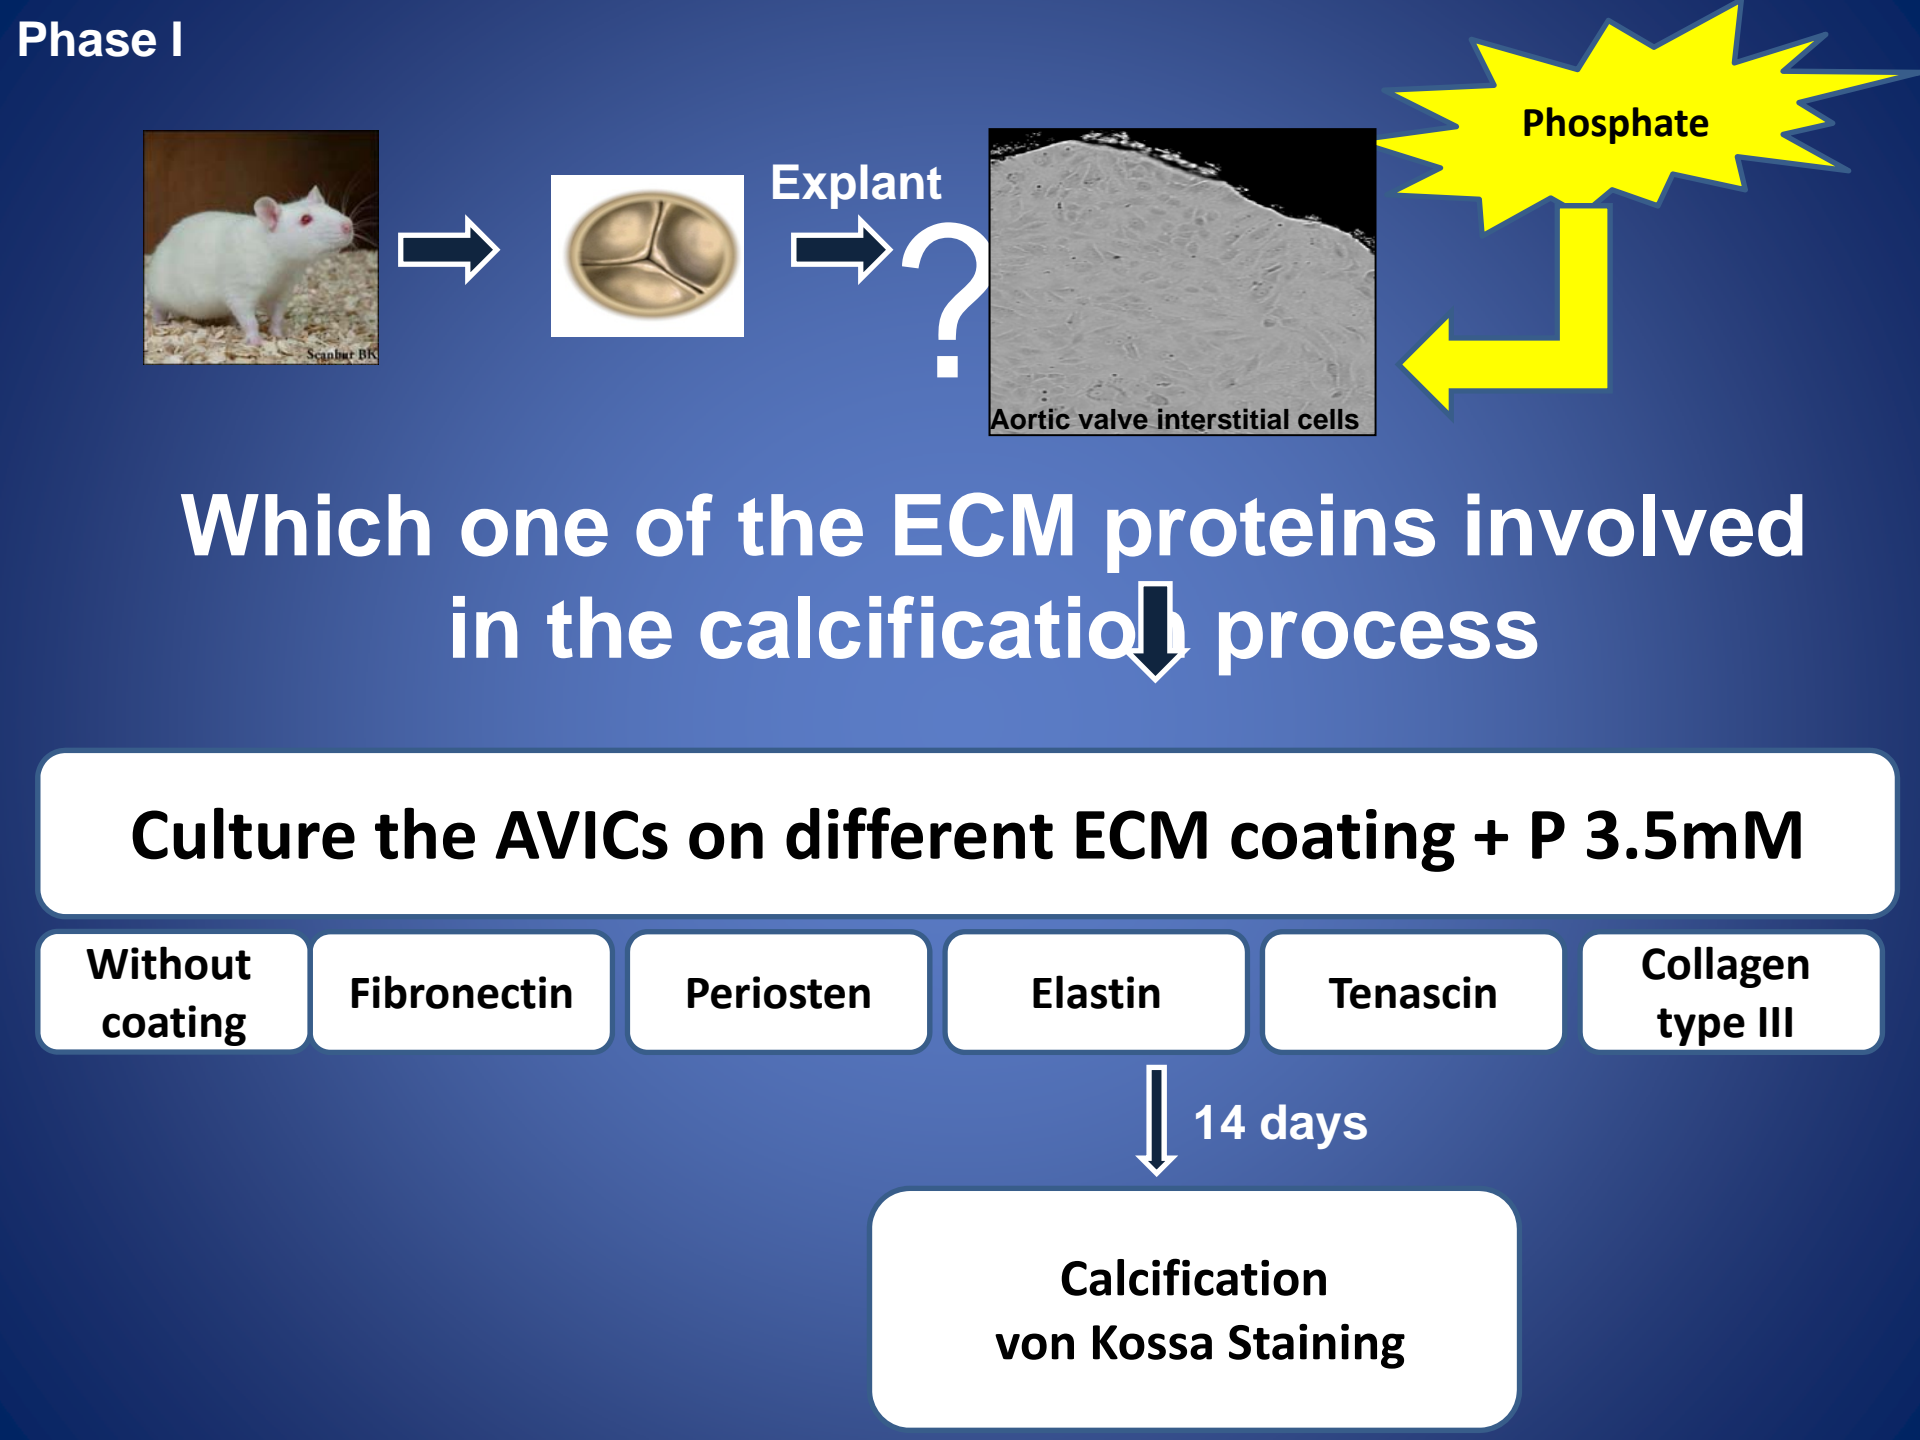 Phase I
Phosphate
Explant
?
Scanbur BK
Aortic valve interstitial cells
Which one of the ECM proteins involved
in the calcification process
Culture the AVICs on different ECM coating + P 3.5mM
Without
coating
Fibronectin
Periosten
Elastin
Tenascin
Collagen
type III
14 days
Calcification
von Kossa Staining